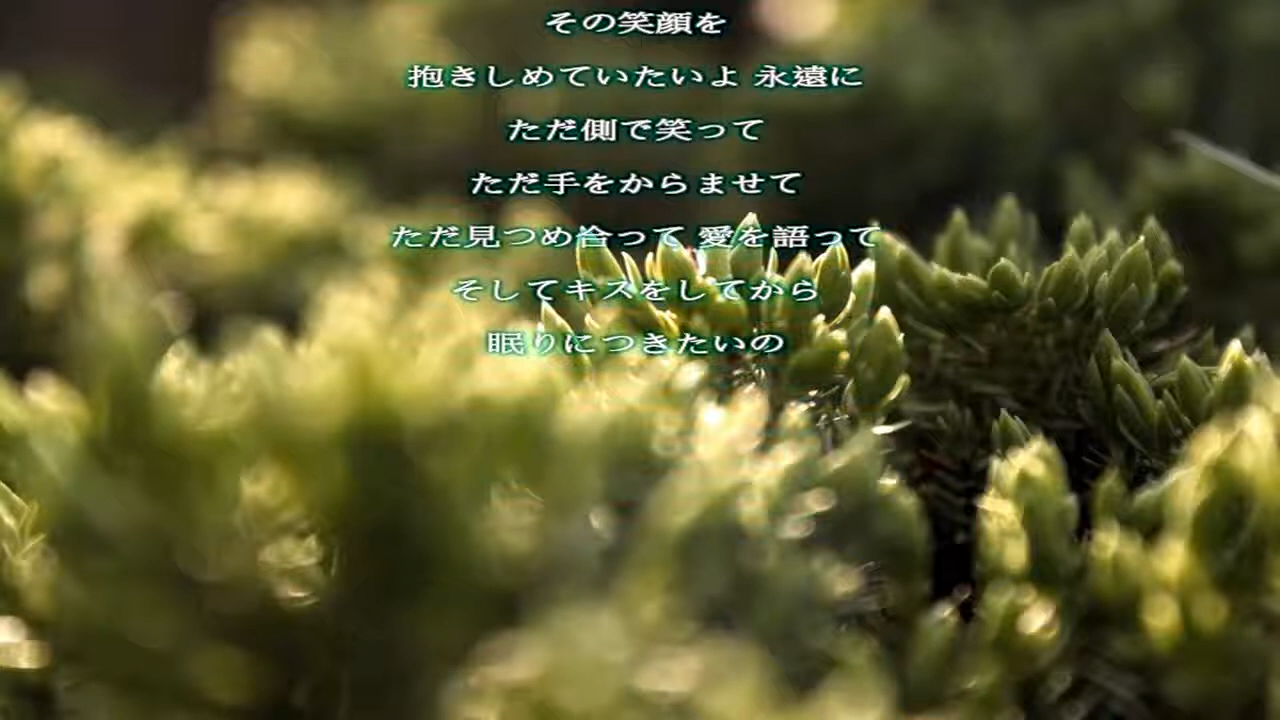 その笑顔を
抱きしめていたいよ 永遠に
ただ側で笑って
ただ手をからませて
ただ見つめ合って 愛を語って
そしてキスをしてから
眠りにつきたいの